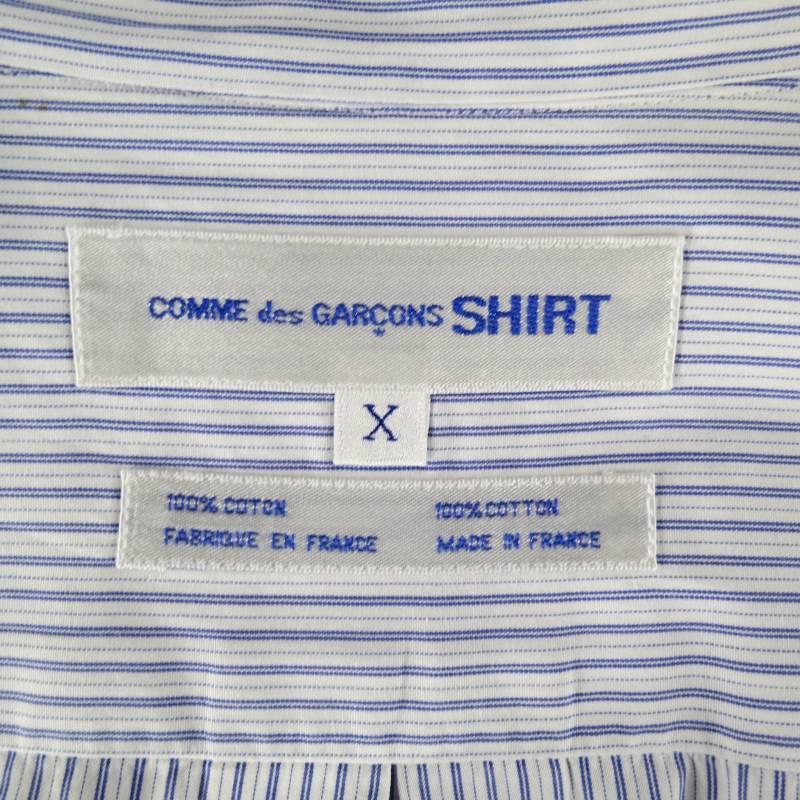 COMME des GARÇONS SHIRT
*
X
100% COTON 100% COTTON
FABRIQUE EN FRANCE MADE IN FRANCE